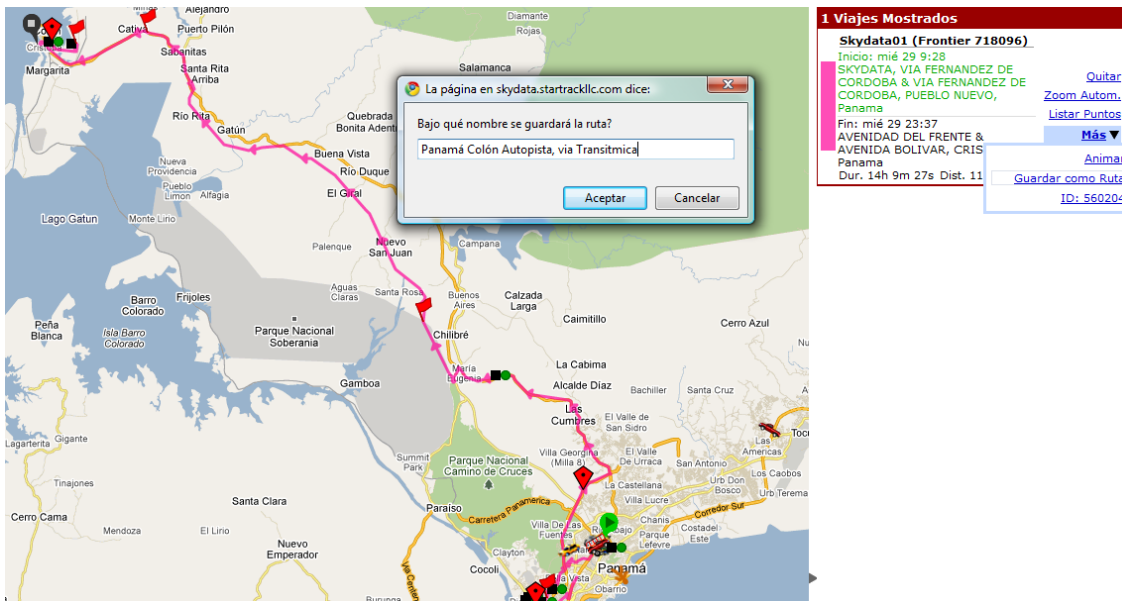 Alejandro
Diamante
Rojas
Cativá
Puerto Pilón
Sabanitas
Margarita
Santa Rita
Arriba
Salamanca
Río Rita
Gatún
Quebrada
Bonita Adent
Buena Vista
Río Duque
El Giral
Nueva
Providencia
Pueblo
Limon
Alfagia
Lago Gatun
Monte Lirio
Palenque
Nuevo
San Juan
Campana
Aguas
Claras
Santa Rosa
Buenos
Aires
Calzada
Larga
Barro
Colorado
Frijoles
Caimitillo
Cerro Azul
Peña
Blanca
Isla Barro
Colorado
Parque Nacional
Soberania
Chilibré
María
Eugenia
La Cabima
Gamboa
Alcalde Díaz
Bachiller
Santa Cruz
Las
Cumbres
El Valle de
San Sidro
Lagarterita
Gigante
Villa Georgina
(Milla 8)
El Valle
De Urraca
San Antonio
Las
Americas
Toc
Summit
Park
Parque Nacional
Camino de Cruces
La Castellana
Urb Don
Bosco
Los Caobos
Urb Terema
Tinajones
Villa Lucre
Santa Clara
Paraíso
Carretera Panamerica
Corredor Sur
Cerro Cama
Mendoza
El Lirio
Villa De Las
Fuentes
Chanis
Costadel
Este
Parque
Lefevre
Nuevo
Emperador
Clayton
Cocoli
Panamá
Obarrio
Burunga
La página en skydata.startrackllc.com dice:
Bajo qué nombre se guardará la ruta?
Panamá Colón Autopista, via Transitmica
Aceptar
Cancelar
1 Viajes Mostrados
Skydata01 (Frontier 718096)
Inicio: mié 29 9:28
SKYDATA, VIA FERNANDEZ DE
CORDOBA & VIA FERNANDEZ DE
CORDOBA, PUEBLO NUEVO,
Panama
Fin: mié 29 23:37
AVENIDAD DEL FRENTE &
AVENIDA BOLIVAR, CRIS
Panama
Dur. 14h 9m 27s Dist. 11
Quitar
Zoom Autom.
Listar Puntos
Más ▼
Animar
Guardar como Ruta
ID: 560204